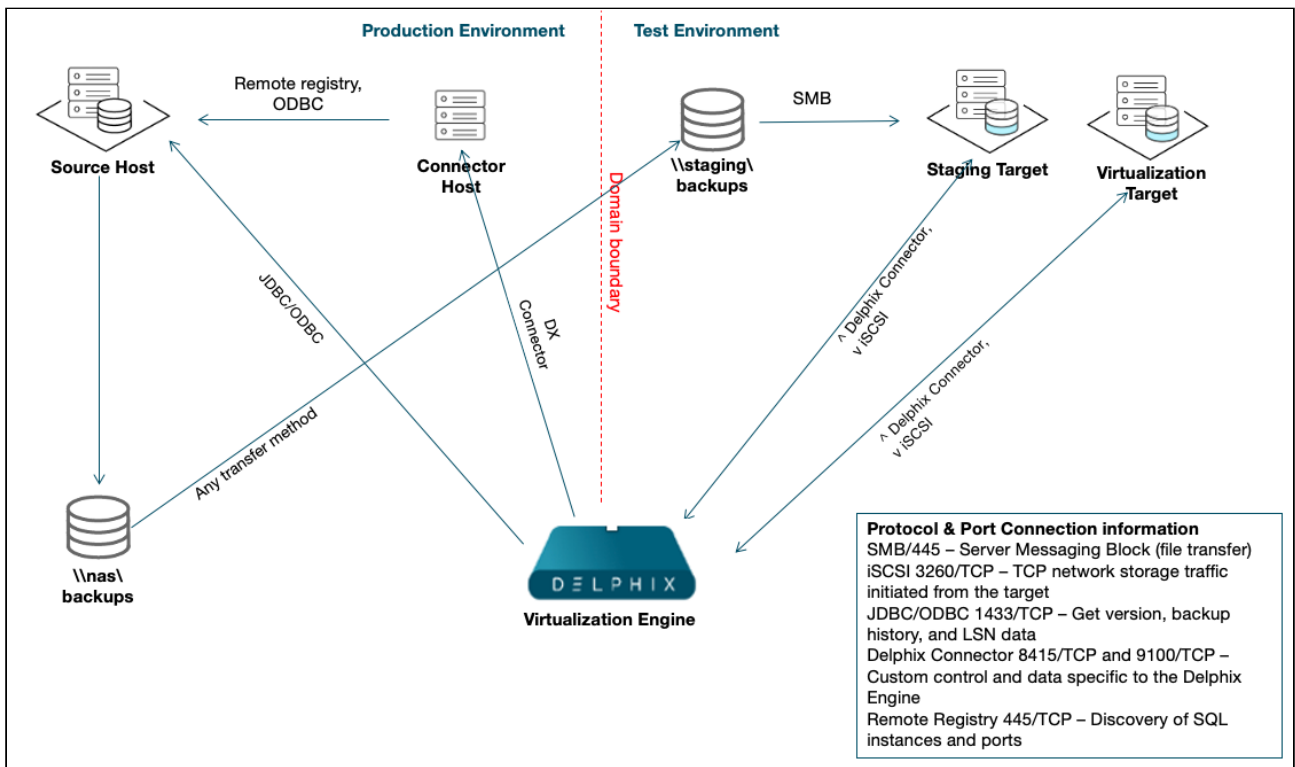 Production Environment
Test Environment
Remote registry,
ODBC
SMB
Source Host
Connector
Host
\\staging\
backups
Staging Target
Virtualization
Target
Domain boundary
JDBC/ODBC
DX
Connector
^ Delphix Connector,
v iSCSI
^ Delphix Connector,
v iSCSI
Any transfer method
\\nas\
backups
DELPHIX
Virtualization Engine
Protocol & Port Connection information
SMB/445 – Server Messaging Block (file transfer)
iSCSI 3260/TCP – TCP network storage traffic
initiated from the target
JDBC/ODBC 1433/TCP – Get version, backup
history, and LSN data
Delphix Connector 8415/TCP and 9100/TCP –
Custom control and data specific to the Delphix
Engine
Remote Registry 445/TCP – Discovery of SQL
instances and ports